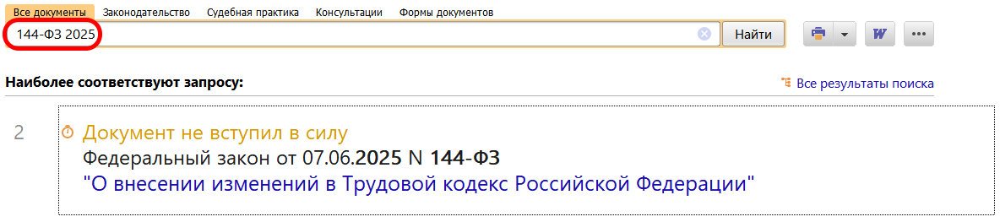 Все документы Законодательство Судебная практика Консультации Формы документов
144-ФЗ 2025 Найти W
Наиболее соответствуют запросу: Все результаты поиска
2 Документ не вступил в силу
Федеральный закон от 07.06.2025 N 144-ФЗ
"О внесении изменений в Трудовой кодекс Российской Федерации"